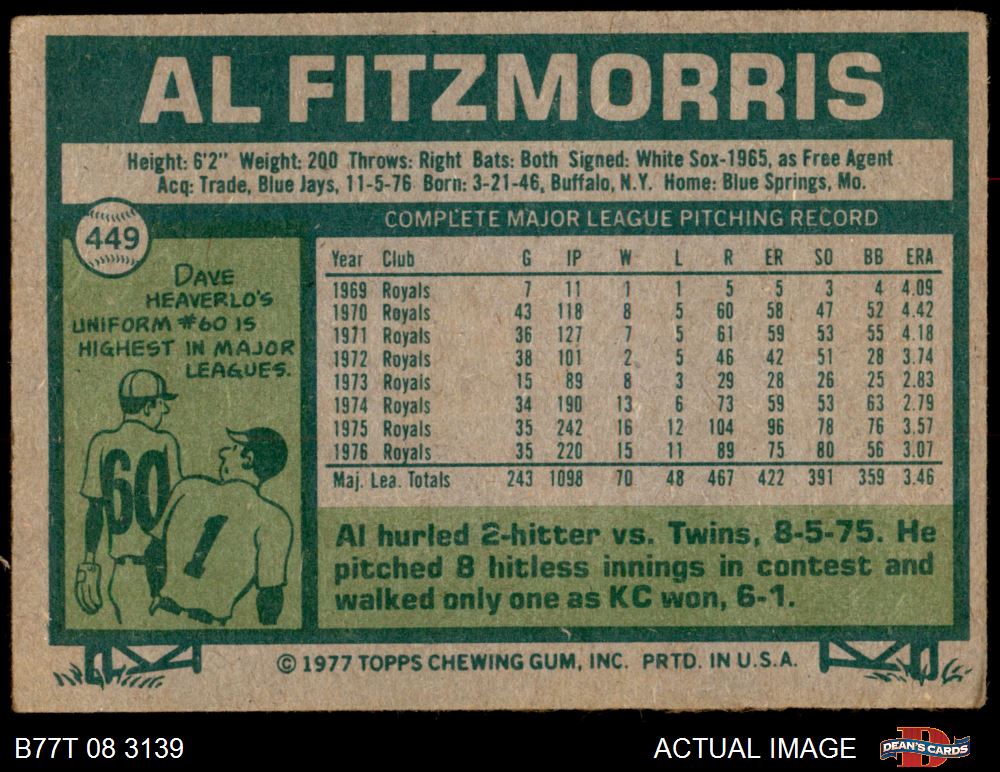 AL FITZMORRIS
Height: 6'2" Weight: 200 Throws: Right Bats: Both Signed: White Sox-1965, as Free Agent
Acq: Trade, Blue Jays, 11-5-76 Born: 3-21-46, Buffalo, N.Y. Home: Blue Springs, Mo.
449
DAVE
HEAVERLO'S
UNIFORM #60 IS
HIGHEST IN MAJOR
LEAGUES.
60
1
COMPLETE MAJOR LEAGUE PITCHING RECORD
Year Club G IP W L R ER SO BB ERA
1969 Royals 7 11 1 1 5 5 3 4 4.09
1970 Royals 43 118 8 5 60 58 47 52 4.42
1971 Royals 36 127 7 5 61 59 53 55 4.18
1972 Royals 38 101 2 5 46 42 51 28 3.74
1973 Royals 15 89 8 3 29 28 26 25 2.83
1974 Royals 34 190 13 6 73 59 53 63 2.79
1975 Royals 35 242 16 12 104 96 78 76 3.57
1976 Royals 35 220 15 11 89 75 80 56 3.07
Maj. Lea. Totals 243 1098 70 48 467 422 391 359 3.46
Al hurled 2-hitter vs. Twins, 8-5-75. He
pitched 8 hitless innings in contest and
walked only one as KC won, 6-1.
© 1977 TOPPS CHEWING GUM, INC. PRTD. IN U.S.A.
B77T 08 3139
ACTUAL IMAGE
D
DEAN'S CARDS